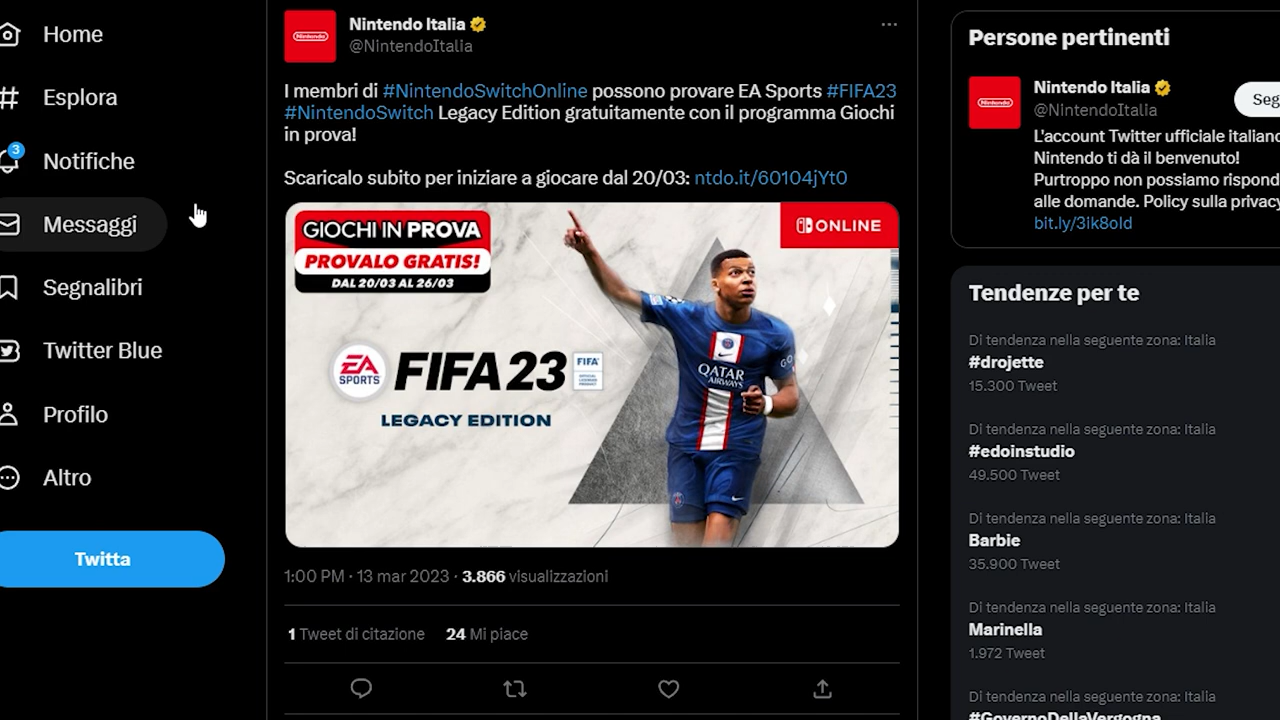 Home
Esplora
3
Notifiche
Messaggi
Segnalibri
Twitter Blue
Profilo
Altro
Twitta
Nintendo
Nintendo Italia
@NintendoItalia
I membri di #NintendoSwitchOnline possono provare EA Sports #FIFA23
#NintendoSwitch Legacy Edition gratuitamente con il programma Giochi
in prova!
Scaricalo subito per iniziare a giocare dal 20/03: ntdo.it/60104jYt0
GIOCHI IN PROVA
PROVALO GRATIS!
DAL 20/03 AL 26/03
ONLINE
EA
SPORTS
FIFA 23
FIFA
LEGACY EDITION
QATAR
AIRWAYS
GO
1:00 PM · 13 mar 2023 · 3.866 visualizzazioni
1 Tweet di citazione 24 Mi piace
Persone pertinenti
Nintendo
Nintendo Italia
@NintendoItalia
Seg
L'account Twitter ufficiale italiano
Nintendo ti dà il benvenuto!
Purtroppo non possiamo rispond
alle domande. Policy sulla privacy
bit.ly/3ik8old
Tendenze per te
Di tendenza nella seguente zona: Italia
#drojette
15.300 Tweet
Di tendenza nella seguente zona: Italia
#edoinstudio
49.500 Tweet
Di tendenza nella seguente zona: Italia
Barbie
35.900 Tweet
Di tendenza nella seguente zona: Italia
Marinella
1.972 Tweet
Di tendenza nella seguente zona: Italia
#GovernoDellaVergogna